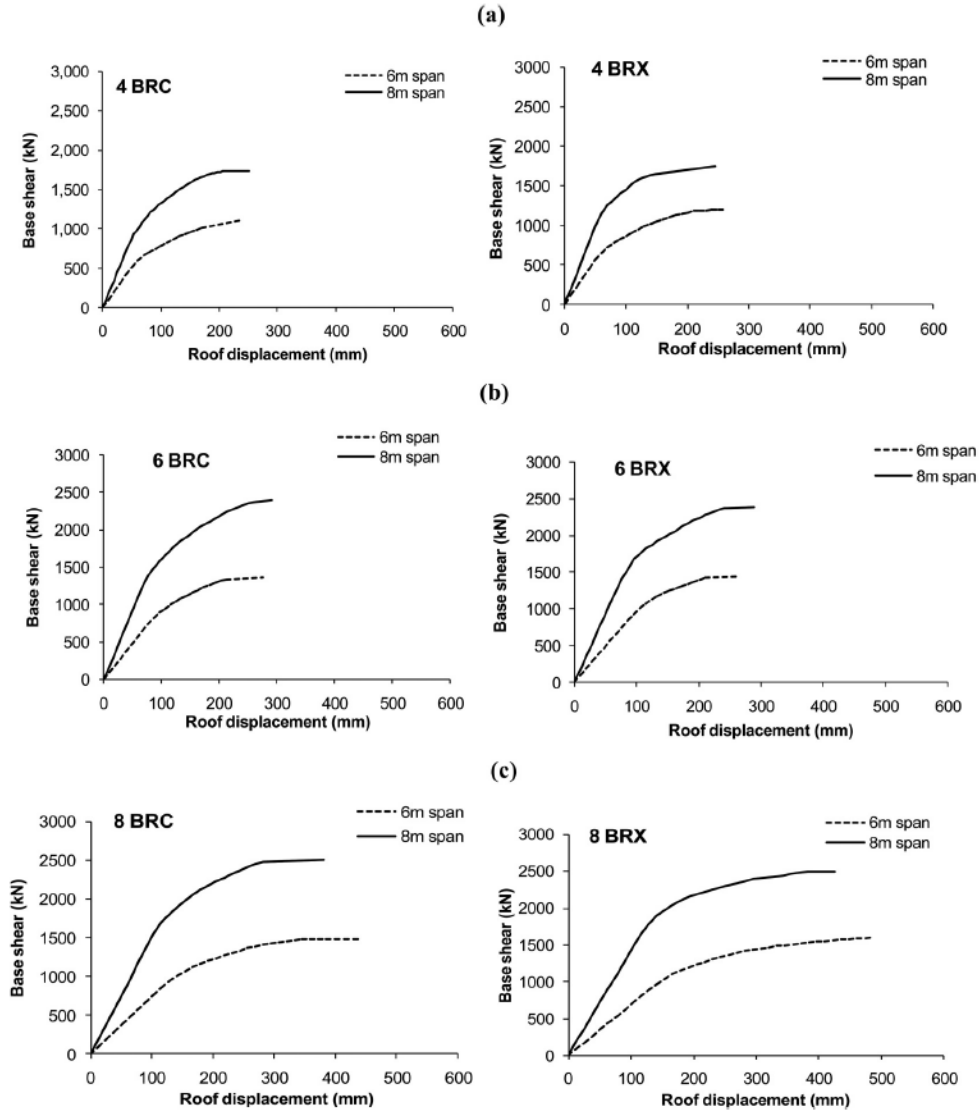 (a)
4 BRC
6m span
8m span
3,000
2,500
2,000
1,500
1,000
500
0
Base shear (kN)
0 100 200 300 400 500 600
Roof displacement (mm)
4 BRX
6m span
8m span
3000
2500
2000
1500
1000
500
0
Base shear (kN)
0 100 200 300 400 500 600
Roof displacement (mm)
(b)
6 BRC
6m span
8m span
3000
2500
2000
1500
1000
500
0
Base shear (kN)
0 100 200 300 400 500 600
Roof displacement (mm)
6 BRX
6m span
8m span
3000
2500
2000
1500
1000
500
0
Base shear (kN)
0 100 200 300 400 500 600
Roof displacement (mm)
(c)
8 BRC
6m span
8m span
3000
2500
2000
1500
1000
500
0
Base shear (kN)
0 100 200 300 400 500 600
Roof displacement (mm)
8 BRX
6m span
8m span
3000
2500
2000
1500
1000
500
0
Base shear (kN)
0 100 200 300 400 500 600
Roof displacement (mm)